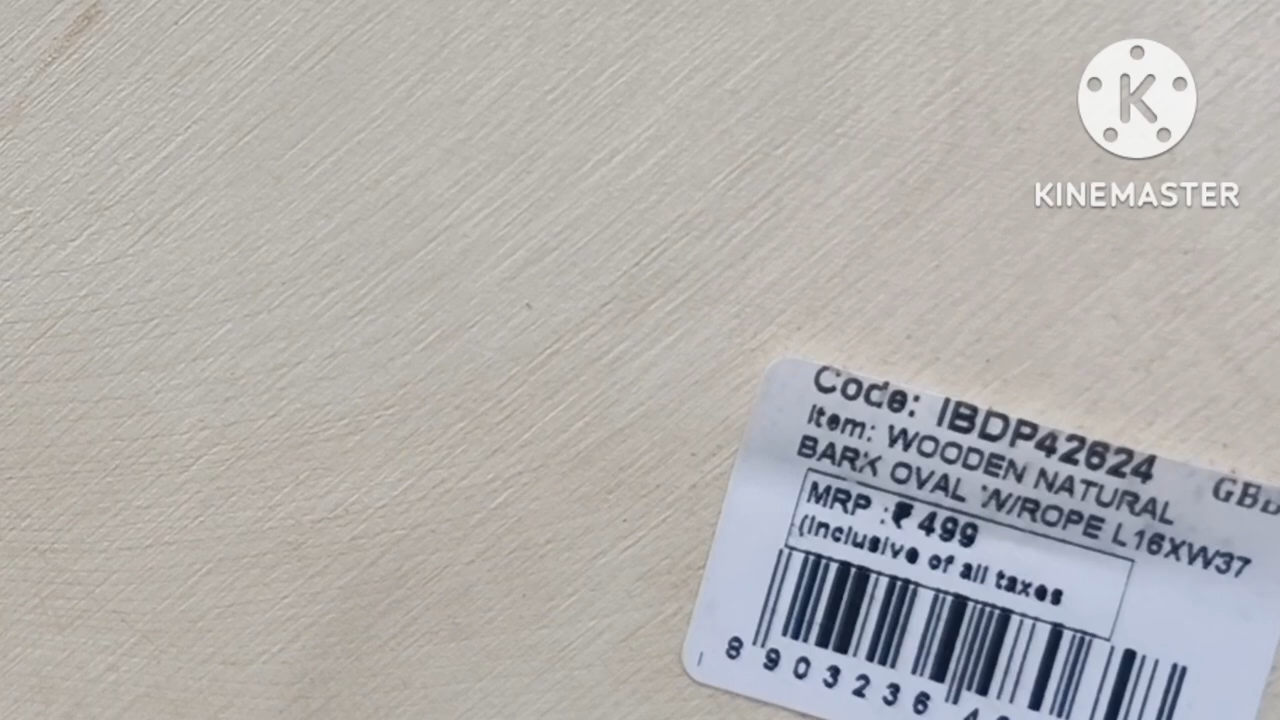 K
KINEMASTER
Code: IBDP42624
Item: WOODEN NATURAL
BARK OVAL W/ROPE L16XW37
MRP :₹ 499
(Inclusive of all taxes
8 903236